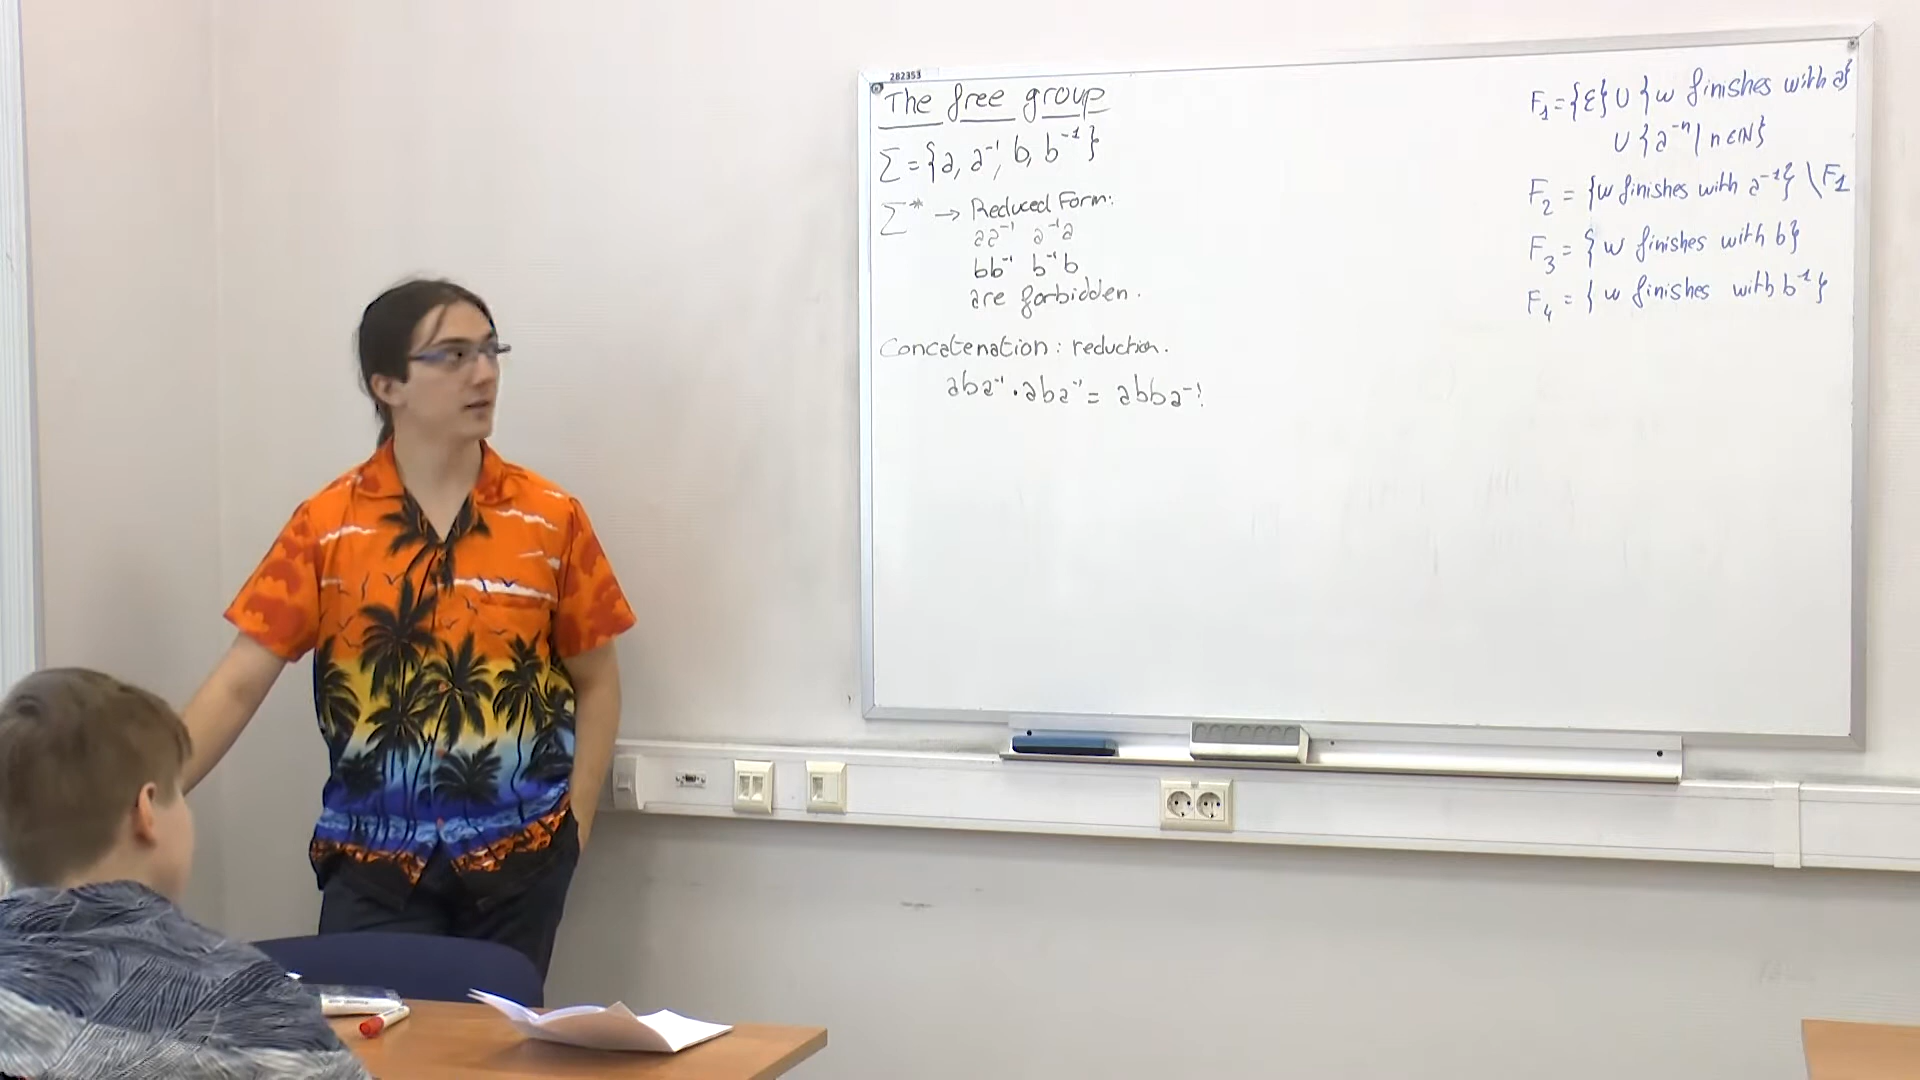 282353
The free group
Σ = {a, a⁻¹, b, b⁻¹}
Σ* → Reduced Form:
aa⁻¹ a⁻¹a
bb⁻¹ b⁻¹b
are forbidden.
Concatenation: reduction.
aba⁻¹ · aba⁻¹ = abba⁻¹.
F₁ = {ε} ∪ {w finishes with a}
∪ {a⁻ⁿ | n ∈ ℕ}
F₂ = {w finishes with a⁻¹} \ F₁
F₃ = {w finishes with b}
F₄ = {w finishes with b⁻¹}